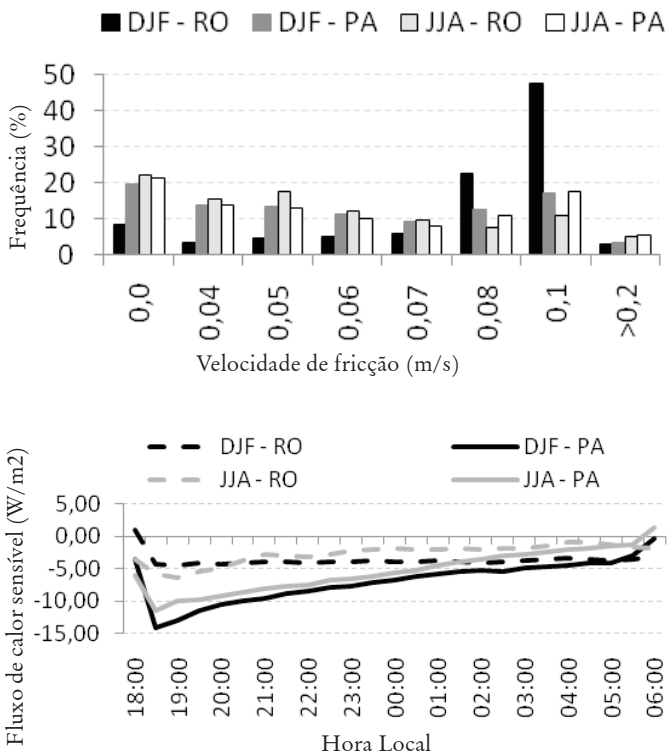 DJF - RO DJF - PA JJA - RO JJA - PA
Frequência (%)
50
40
30
20
10
0
0,0 0,04 0,05 0,06 0,07 0,08 0,1 >0,2
Velocidade de fricção (m/s)
DJF - RO DJF - PA
JJA - RO JJA - PA
Fluxo de calor sensível (W/m2)
5,00
0,00
-5,00
-10,00
-15,00
18:00 19:00 20:00 21:00 22:00 23:00 00:00 01:00 02:00 03:00 04:00 05:00 06:00
Hora Local